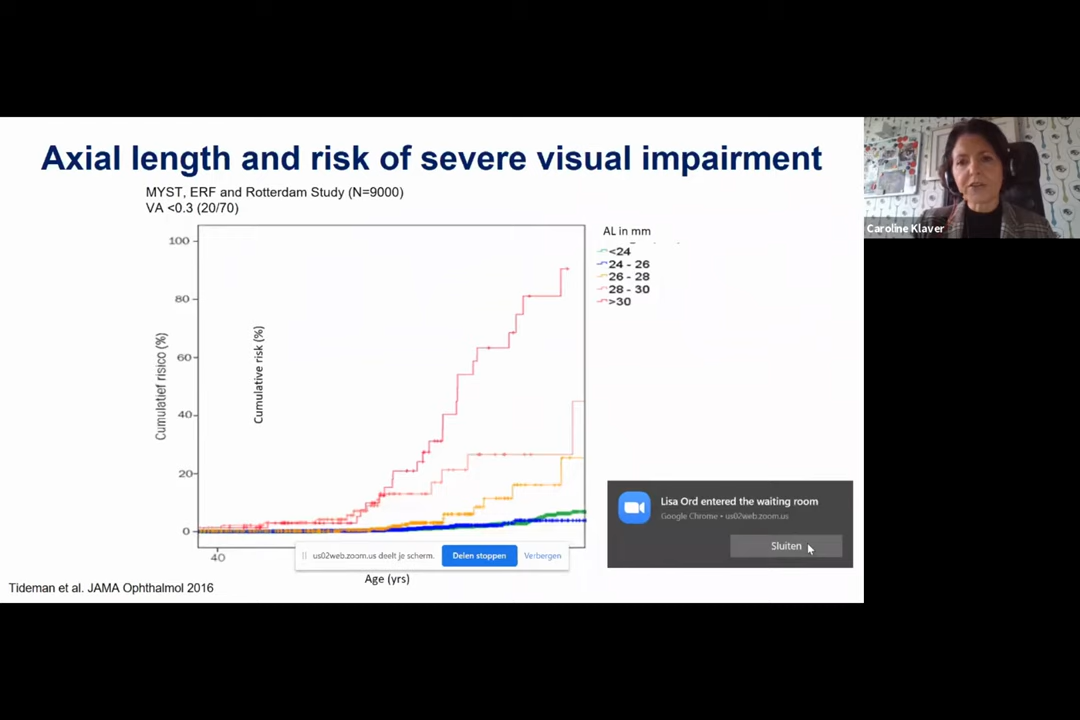 Axial length and risk of severe visual impairment
MYST, ERF and Rotterdam Study (N=9000)
VA <0.3 (20/70)
Caroline Klaver
AL in mm
<24
24 - 26
26 - 28
28 - 30
>30
100
80
60
40
20
0
Cumulatief risico (%)
Cumulative risk (%)
40
Age (yrs)
us02web.zoom.us deelt je scherm.
Delen stoppen
Verbergen
Lisa Ord entered the waiting room
Google Chrome • us02web.zoom.us
Sluiten
Tideman et al. JAMA Ophthalmol 2016